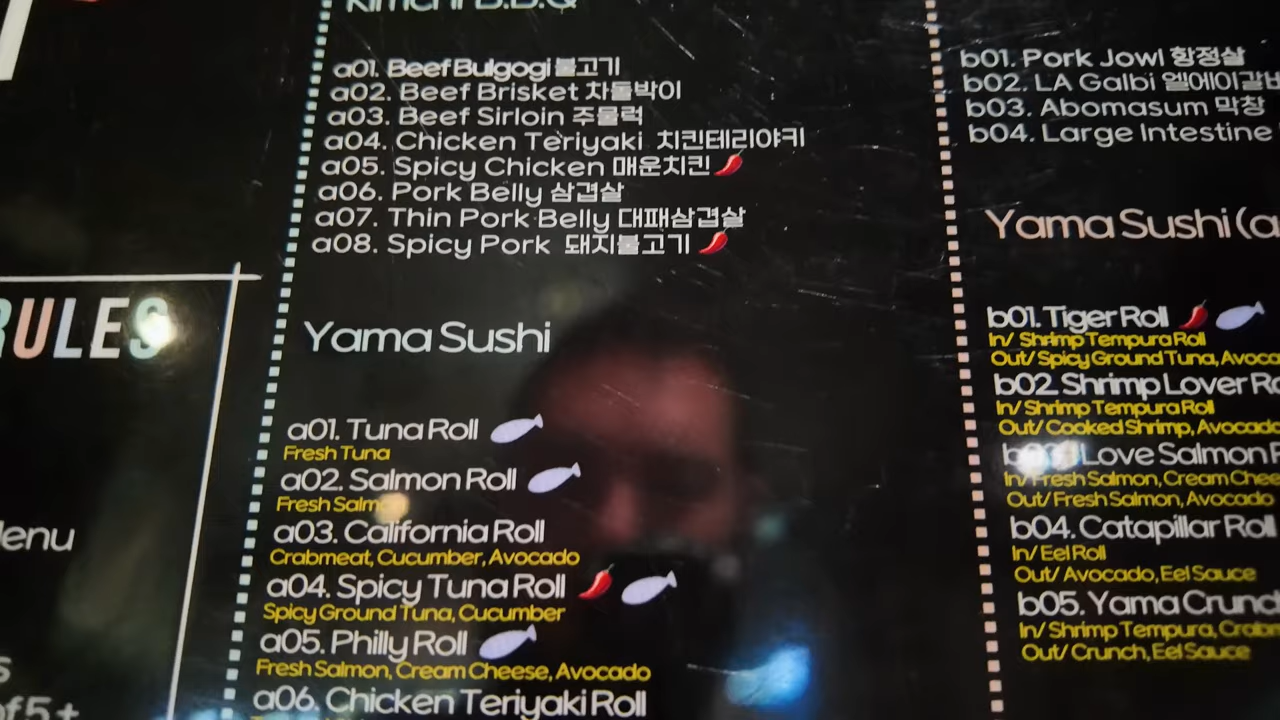 RULES
Menu
of 5+
Kimchi B.B.Q
a01. Beef Bulgogi 불고기
a02. Beef Brisket 차돌박이
a03. Beef Sirloin 주물럭
a04. Chicken Teriyaki 치킨테리야키
a05. Spicy Chicken 매운치킨
a06. Pork Belly 삼겹살
a07. Thin Pork Belly 대패삼겹살
a08. Spicy Pork 돼지불고기
Yama Sushi
a01. Tuna Roll
Fresh Tuna
a02. Salmon Roll
Fresh Salmon
a03. California Roll
Crabmeat, Cucumber, Avocado
a04. Spicy Tuna Roll
Spicy Ground Tuna, Cucumber
a05. Philly Roll
Fresh Salmon, Cream Cheese, Avocado
a06. Chicken Teriyaki Roll
b01. Pork Jowl 항정살
b02. LA Galbi 엘에이갈비
b03. Abomasum 막창
b04. Large Intestine
Yama Sushi (a
b01. Tiger Roll
In/ Shrimp Tempura Roll
Out/ Spicy Ground Tuna, Avoca
b02. Shrimp Lover Ro
In/ Shrimp Tempura Roll
Out/ Cooked Shrimp, Avocado
b03. Love Salmon R
In/ Fresh Salmon, Cream Chee
Out/ Fresh Salmon, Avocado
b04. Catapillar Roll
In/ Eel Roll
Out/ Avocado, Eel Sauce
b05. Yama Crunch
In/ Shrimp Tempura, Crabm
Out/ Crunch, Eel Sauce